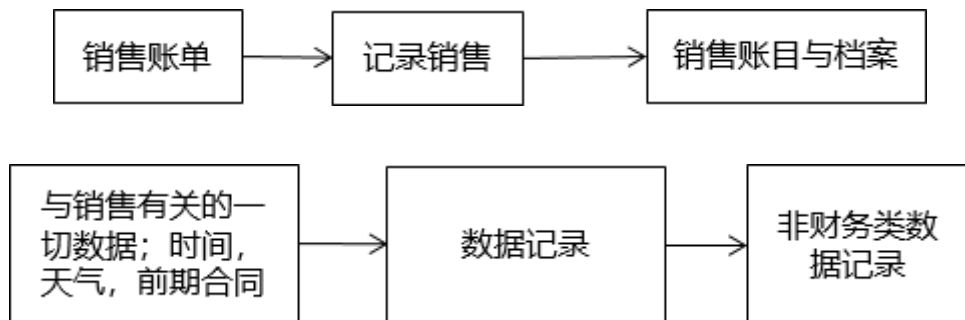 销售账单
记录销售
销售账目与档案
与销售有关的一
切数据；时间，
天气，前期合同
数据记录
非财务类数
据记录